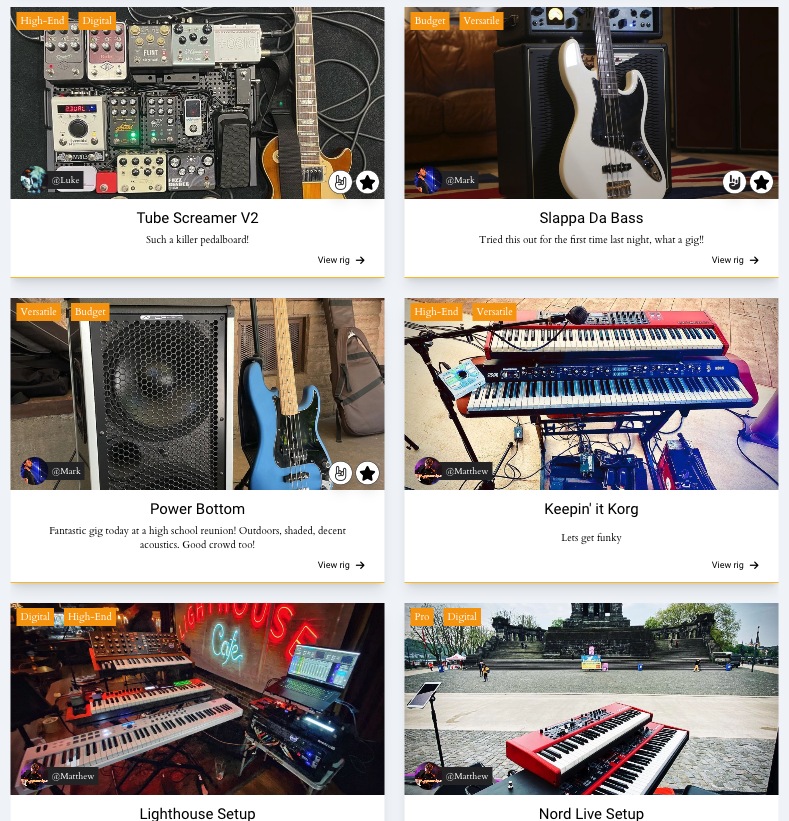 High-End Digital
FLINT
@Luke
Tube Screamer V2
Such a killer pedalboard!
View rig
Budget Versatile
@Mark
Slappa Da Bass
Tried this out for the first time last night, what a gig!!
View rig
Versatile Budget
@Mark
Power Bottom
Fantastic gig today at a high school reunion! Outdoors, shaded, decent
acoustics. Good crowd too!
View rig
High-End Versatile
@Matthew
Keepin' it Korg
Lets get funky
View rig
Digital High-End
LIGHTHOUSE
Cafe
@Matthew
Lighthouse Setup
Pro Digital
@Matthew
Nord Live Setup